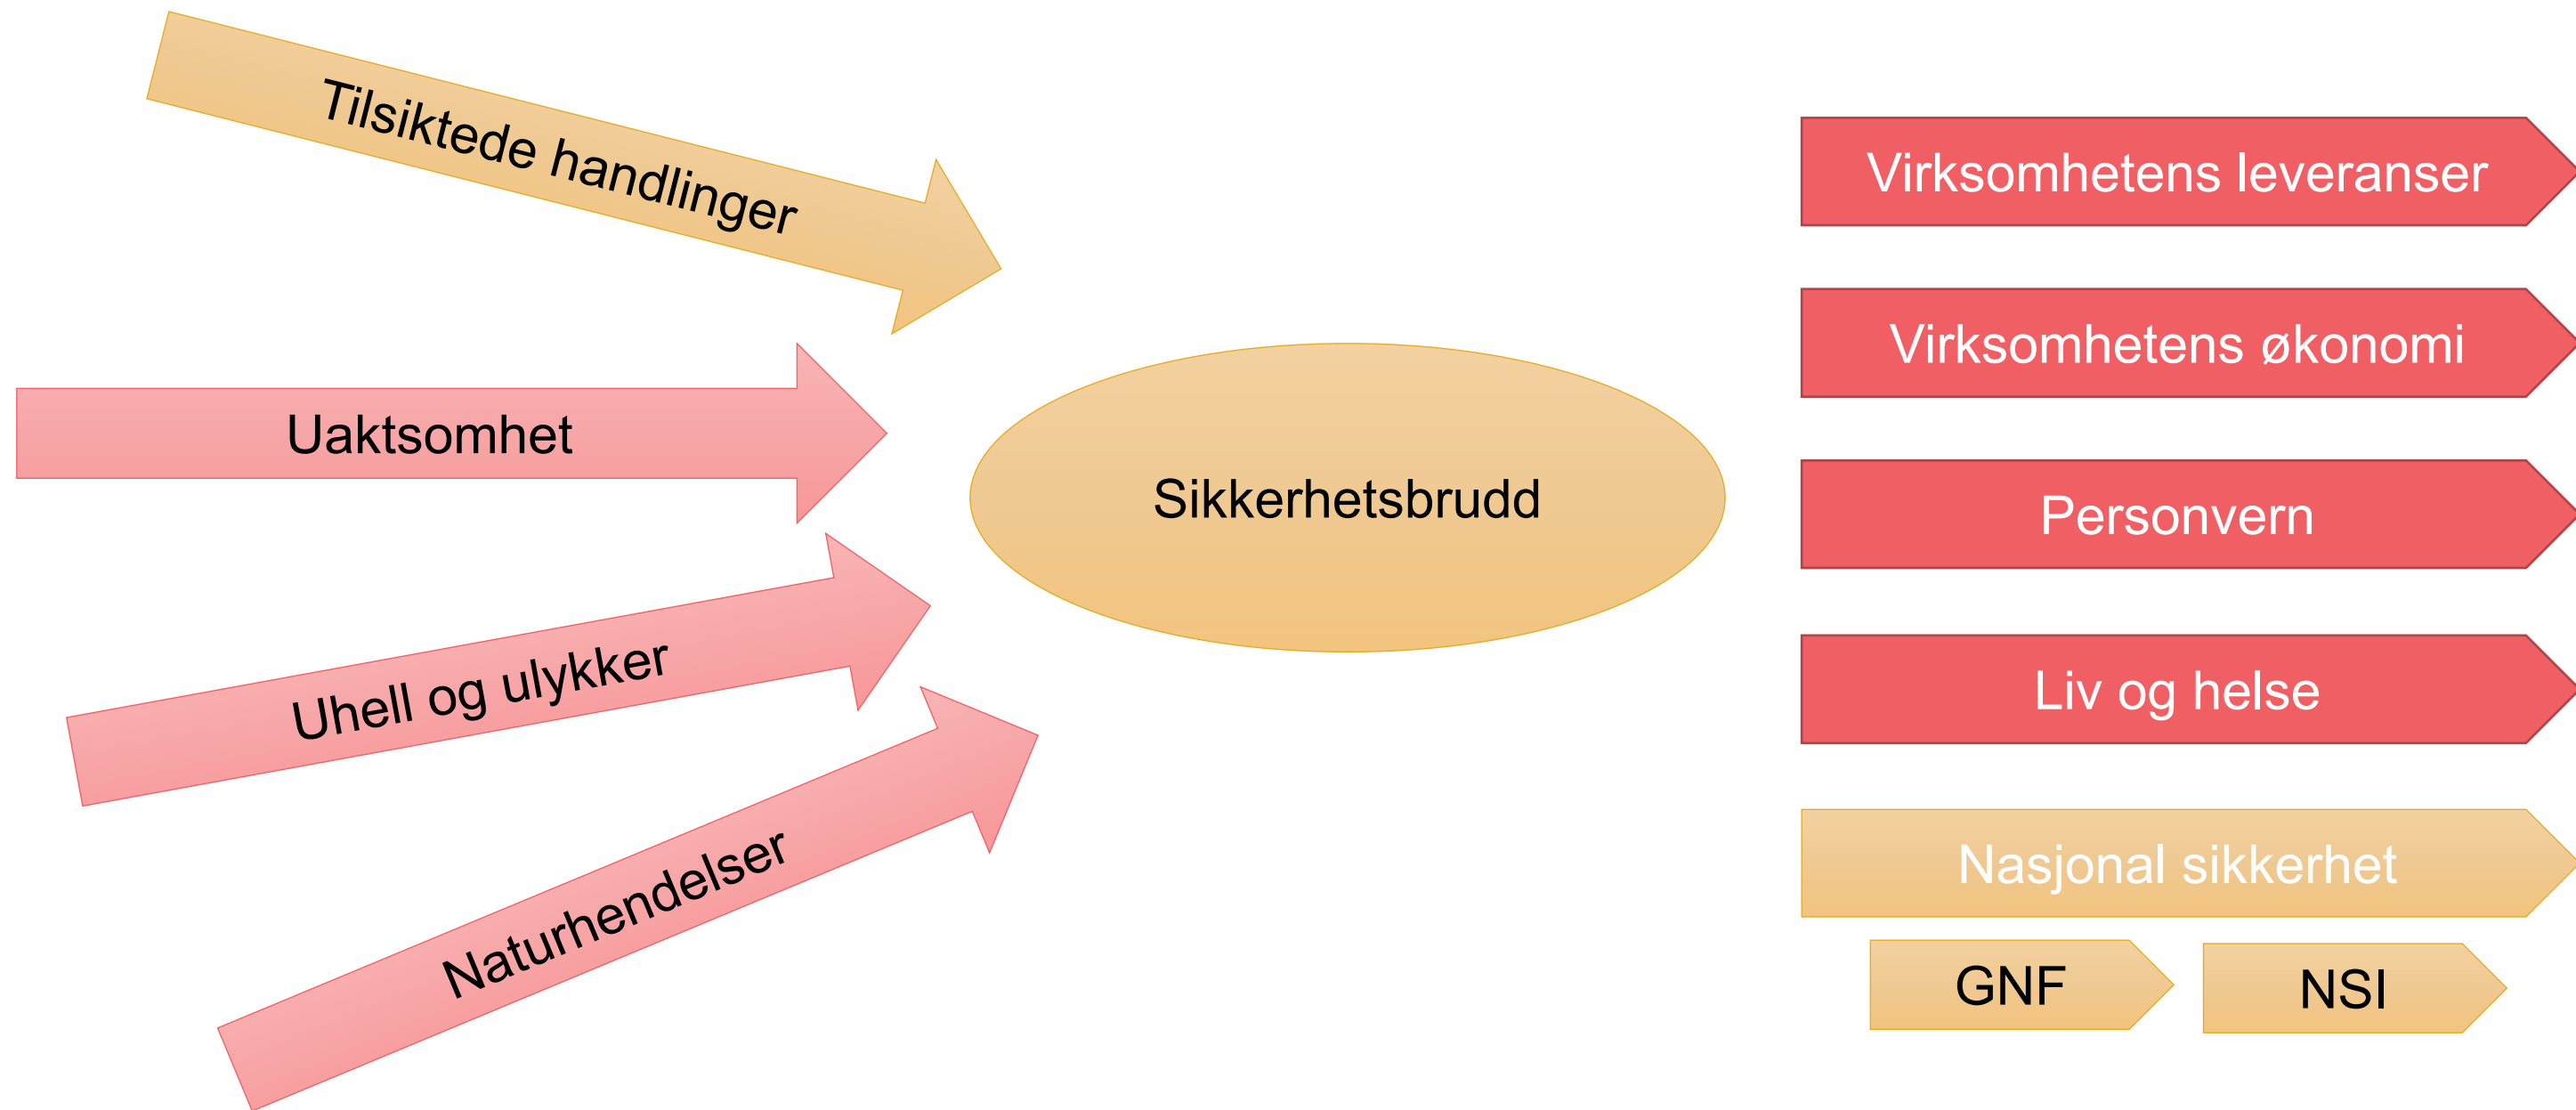 Tilsiktede handlinger
Uaktsomhet
Uhell og ulykker
Naturhendelser
Sikkerhetsbrudd
Virksomhetens leveranser
Virksomhetens økonomi
Personvern
Liv og helse
Nasjonal sikkerhet
GNF
NSI